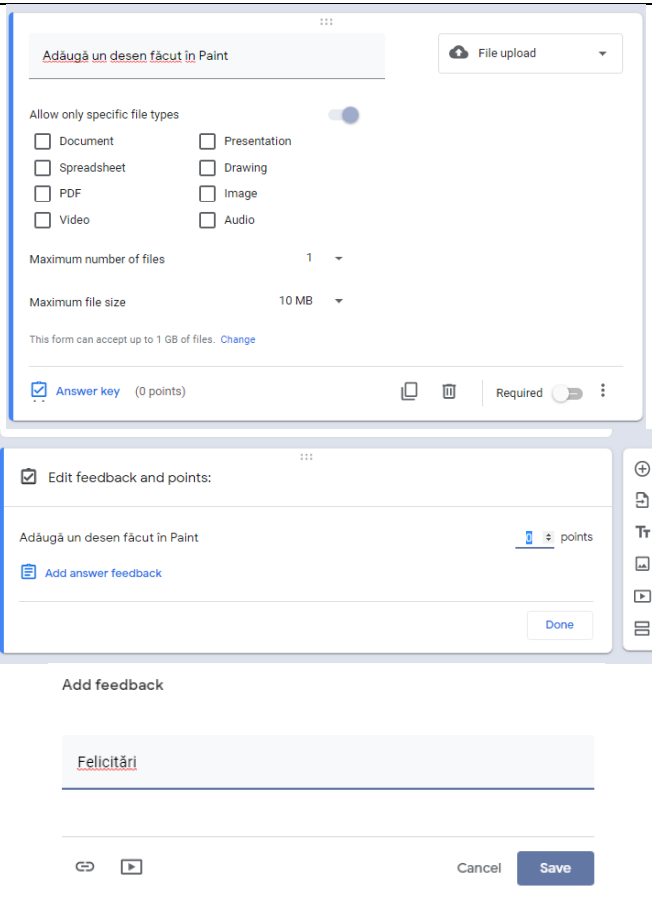 Adăugă un desen făcut în Paint
File upload
Allow only specific file types
Document
Presentation
Spreadsheet
Drawing
PDF
Image
Video
Audio
Maximum number of files
1
Maximum file size
10 MB
This form can accept up to 1 GB of files. Change
Answer key (0 points)
Required
Edit feedback and points:
Adăugă un desen făcut în Paint
0 points
Add answer feedback
Done
Tт
Add feedback
Felicitări
Cancel
Save